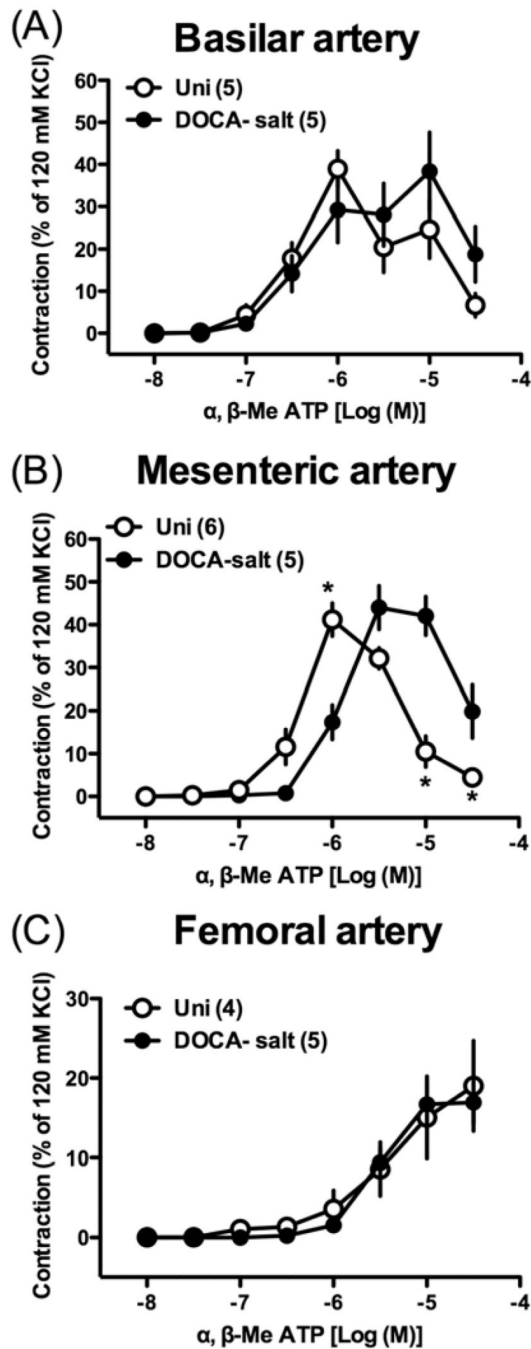 (A) Basilar artery
Contraction (% of 120 mM KCl)
60
50
40
30
20
10
0
Uni (5)
DOCA- salt (5)
-8 -7 -6 -5 -4
α, β-Me ATP [Log (M)]
(B) Mesenteric artery
Contraction (% of 120 mM KCl)
60
50
40
30
20
10
0
Uni (6)
DOCA-salt (5)
*
*
*
-8 -7 -6 -5 -4
α, β-Me ATP [Log (M)]
(C) Femoral artery
Contraction (% of 120 mM KCl)
30
20
10
0
Uni (4)
DOCA- salt (5)
-8 -7 -6 -5 -4
α, β-Me ATP [Log (M)]